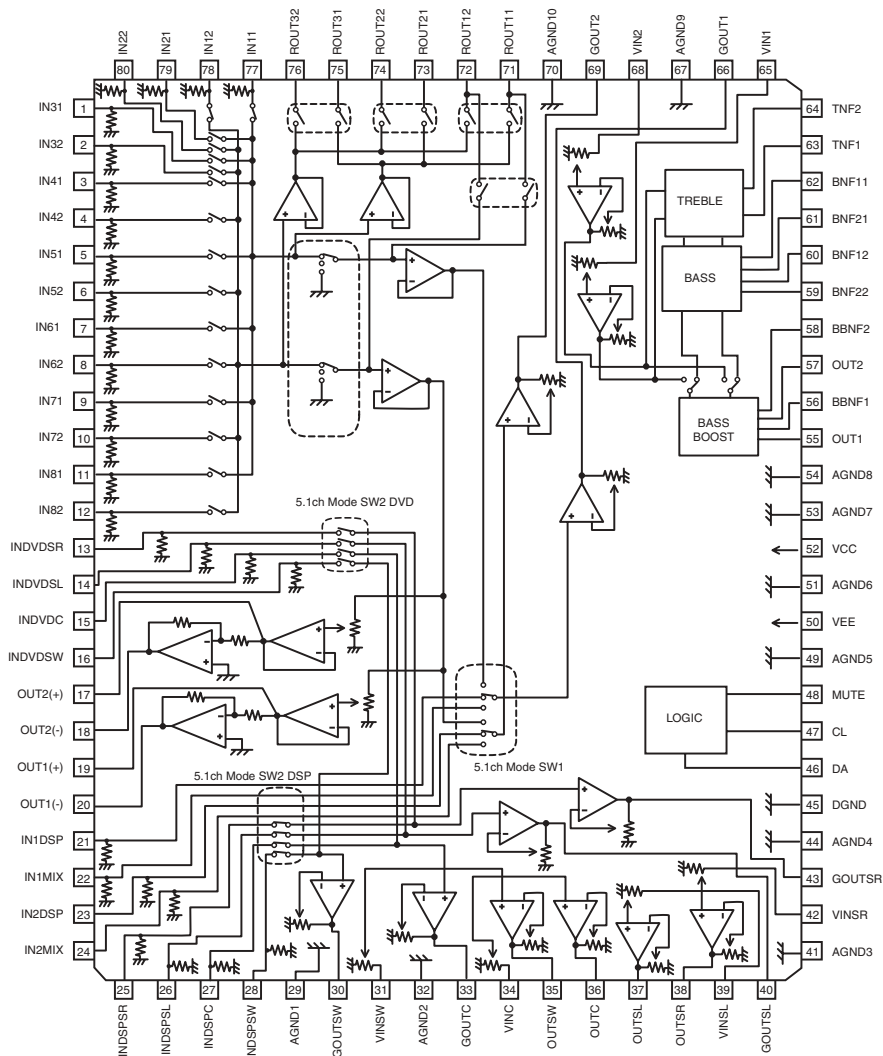 IN22
IN21
IN12
IN11
ROUT32
ROUT31
ROUT22
ROUT21
ROUT12
ROUT11
AGND10
GOUT2
VIN2
AGND9
GOUT1
VIN1
80
79
78
77
76
75
74
73
72
71
70
69
68
67
66
65
IN31 1
IN32 2
IN41 3
IN42 4
IN51 5
IN52 6
IN61 7
IN62 8
IN71 9
IN72 10
IN81 11
IN82 12
INDVDSR 13
INDVDSL 14
INDVDC 15
INDVDSW 16
OUT2(+) 17
OUT2(-) 18
OUT1(+) 19
OUT1(-) 20
IN1DSP 21
IN1MIX 22
IN2DSP 23
IN2MIX 24
TREBLE
BASS
BASS
BOOST
5.1ch Mode SW2 DVD
LOGIC
5.1ch Mode SW1
5.1ch Mode SW2 DSP
64 TNF2
63 TNF1
62 BNF11
61 BNF21
60 BNF12
59 BNF22
58 BBNF2
57 OUT2
56 BBNF1
55 OUT1
54 AGND8
53 AGND7
52 VCC
51 AGND6
50 VEE
49 AGND5
48 MUTE
47 CL
46 DA
45 DGND
44 AGND4
43 GOUTSR
42 VINSR
41 AGND3
25
26
27
28
29
30
31
32
33
34
35
36
37
38
39
40
INDSPSR
INDSPSL
INDSPC
NDSPSW
AGND1
GOUTSW
VINSW
AGND2
GOUTC
VINC
OUTSW
OUTC
OUTSL
OUTSR
VINSL
GOUTSL